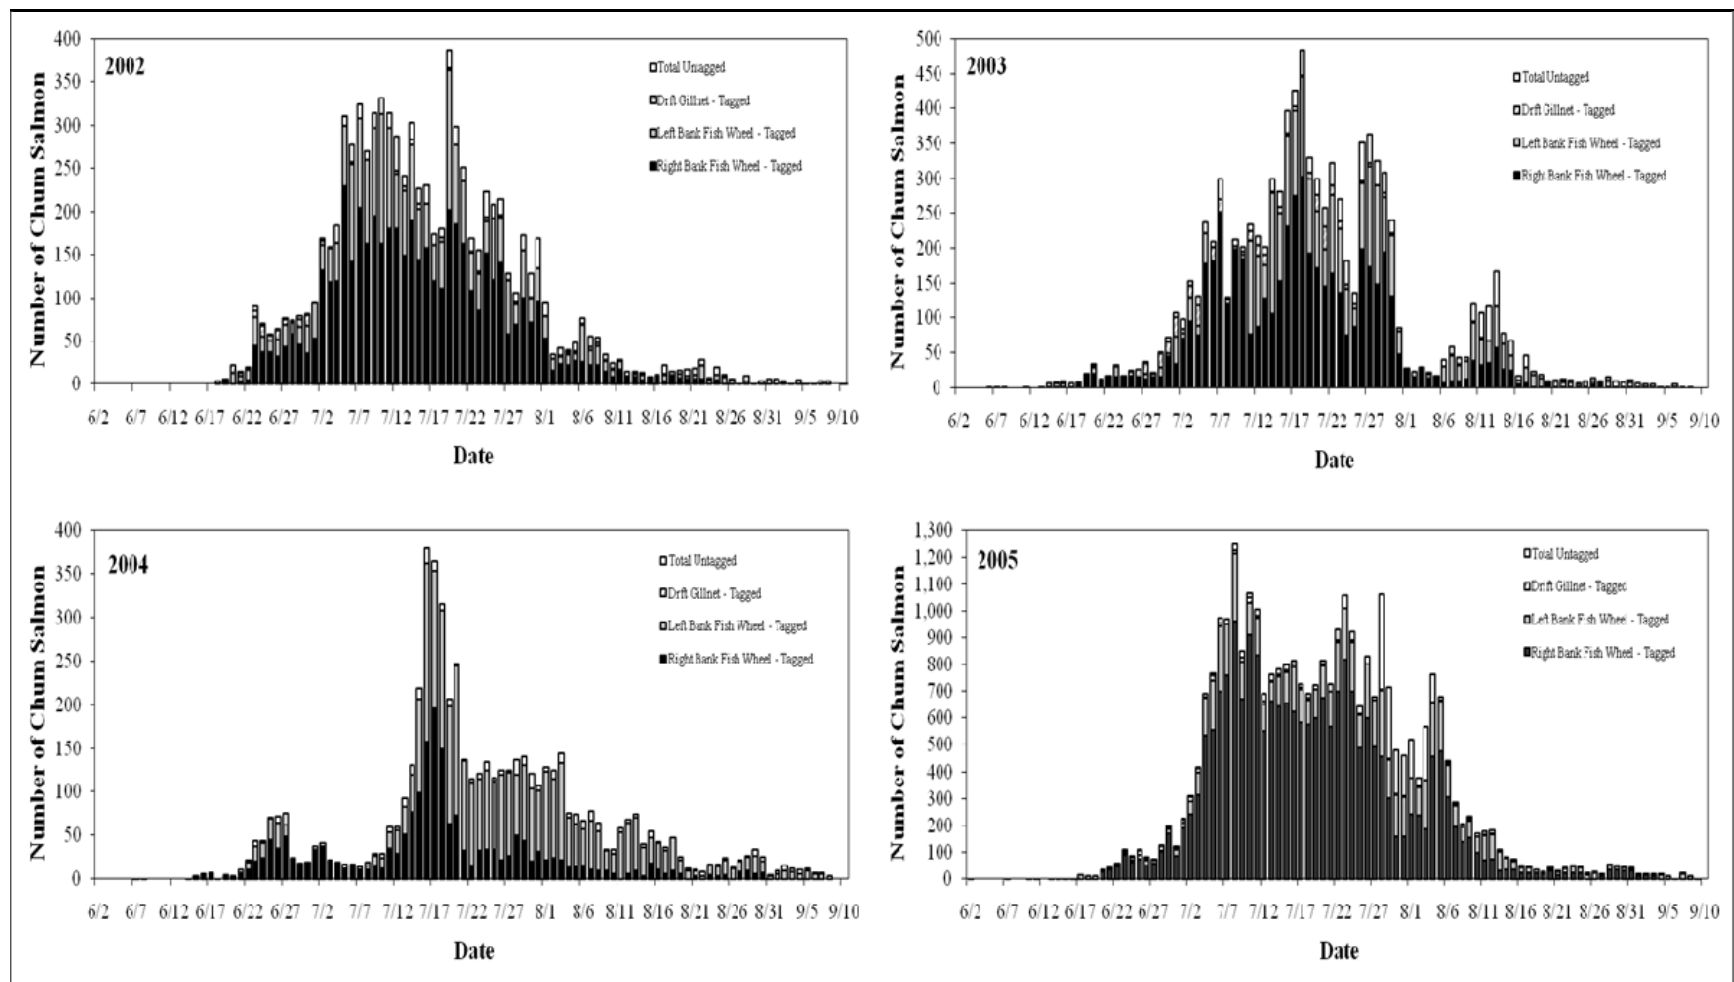 2002
Total Untagged
Drift Gillnet - Tagged
Left Bank Fish Wheel - Tagged
Right Bank Fish Wheel - Tagged
Number of Chum Salmon
400
350
300
250
200
150
100
50
0
6/2 6/7 6/12 6/17 6/22 6/27 7/2 7/7 7/12 7/17 7/22 7/27 8/1 8/6 8/11 8/16 8/21 8/26 8/31 9/5 9/10
Date
2003
Total Untagged
Drift Gillnet - Tagged
Left Bank Fish Wheel - Tagged
Right Bank Fish Wheel - Tagged
Number of Chum Salmon
500
450
400
350
300
250
200
150
100
50
0
6/2 6/7 6/12 6/17 6/22 6/27 7/2 7/7 7/12 7/17 7/22 7/27 8/1 8/6 8/11 8/16 8/21 8/26 8/31 9/5 9/10
Date
2004
Total Untagged
Drift Gillnet - Tagged
Left Bank Fish Wheel - Tagged
Right Bank Fish Wheel - Tagged
Number of Chum Salmon
400
350
300
250
200
150
100
50
0
6/2 6/7 6/12 6/17 6/22 6/27 7/2 7/7 7/12 7/17 7/22 7/27 8/1 8/6 8/11 8/16 8/21 8/26 8/31 9/5 9/10
Date
2005
Total Untagged
Drift Gillnet - Tagged
Left Bank Fish Wheel - Tagged
Right Bank Fish Wheel - Tagged
Number of Chum Salmon
1,300
1,200
1,100
1,000
900
800
700
600
500
400
300
200
100
0
6/2 6/7 6/12 6/17 6/22 6/27 7/2 7/7 7/12 7/17 7/22 7/27 8/1 8/6 8/11 8/16 8/21 8/26 8/31 9/5 9/10
Date